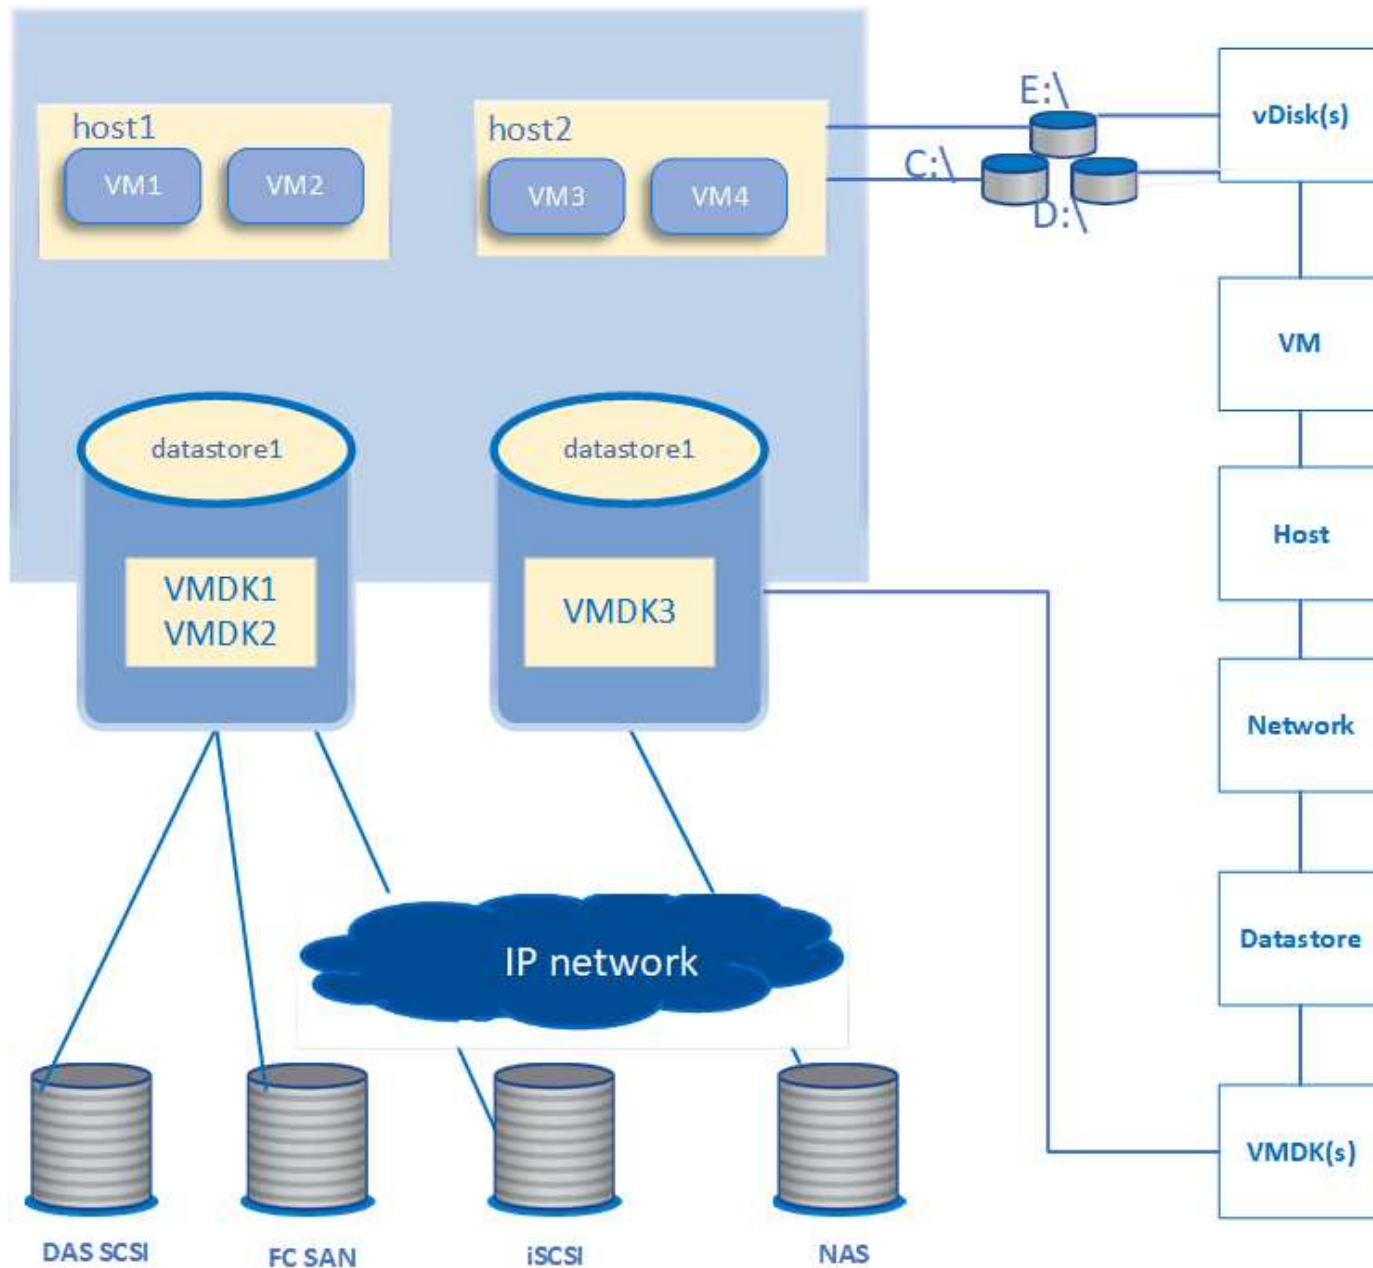 host1
VM1
VM2
host2
VM3
VM4
E:\
C:\
D:\
vDisk(s)
VM
Host
Network
Datastore
VMDK(s)
datastore1
VMDK1
VMDK2
datastore1
VMDK3
IP network
DAS SCSI
FC SAN
iSCSI
NAS